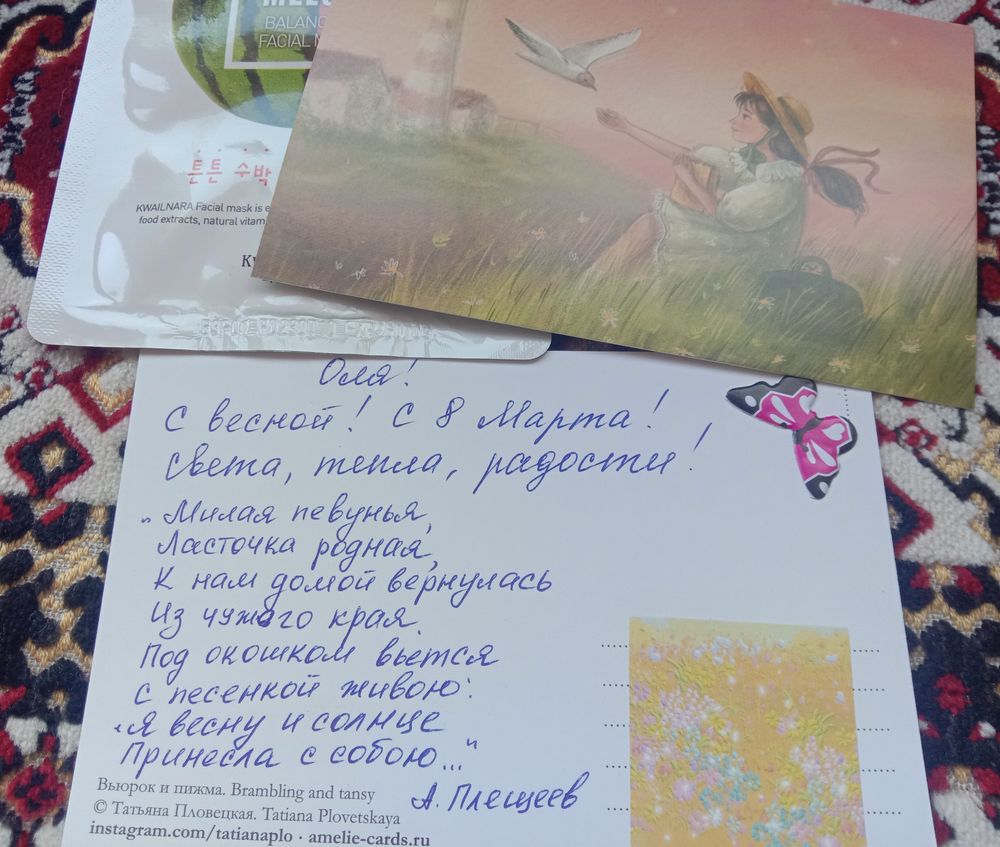 BALANC
FACIAL M
튼튼 수박
KWAILNARA Facial mask is e
food extracts, natural vitam
Оля!
С весной! С 8 Марта!
Света, тепла, радости!
„Милая певунья,
Ласточка родная,
К нам домой вернулась
Из чужого края.
Под окошком вьется
С песенкой живою:
„Я весну и солнце
Принесла с собою..."
А. Плещеев
Вьюрок и пижма. Brambling and tansy
© Татьяна Пловецкая. Tatiana Plovetskaya
instagram.com/tatianaplo · amelie-cards.ru